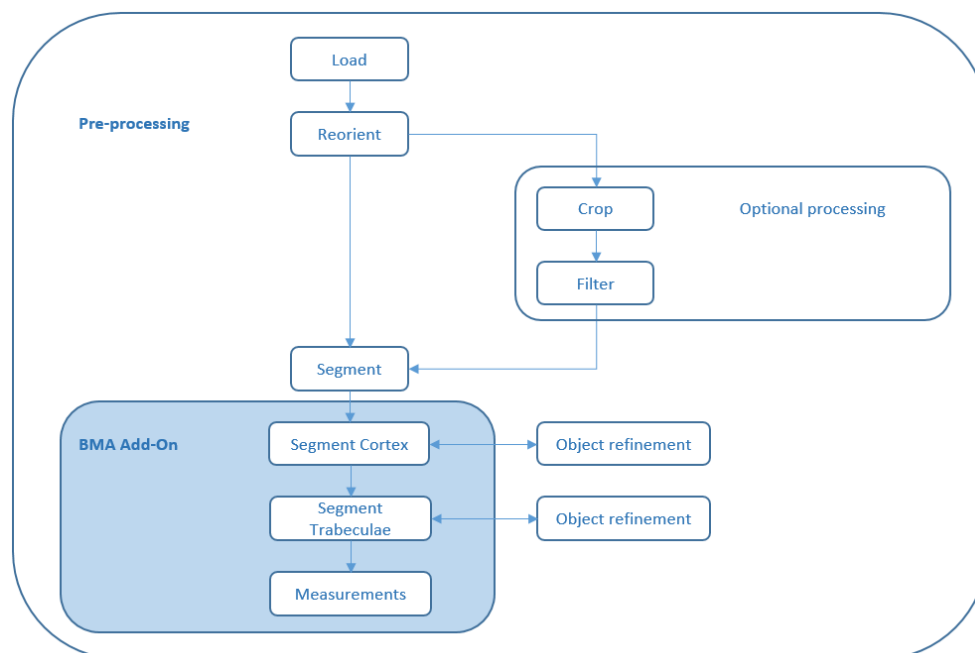 Load
Pre-processing
Reorient
Crop
Optional processing
Filter
Segment
BMA Add-On
Segment Cortex
Object refinement
Segment
Trabeculae
Object refinement
Measurements